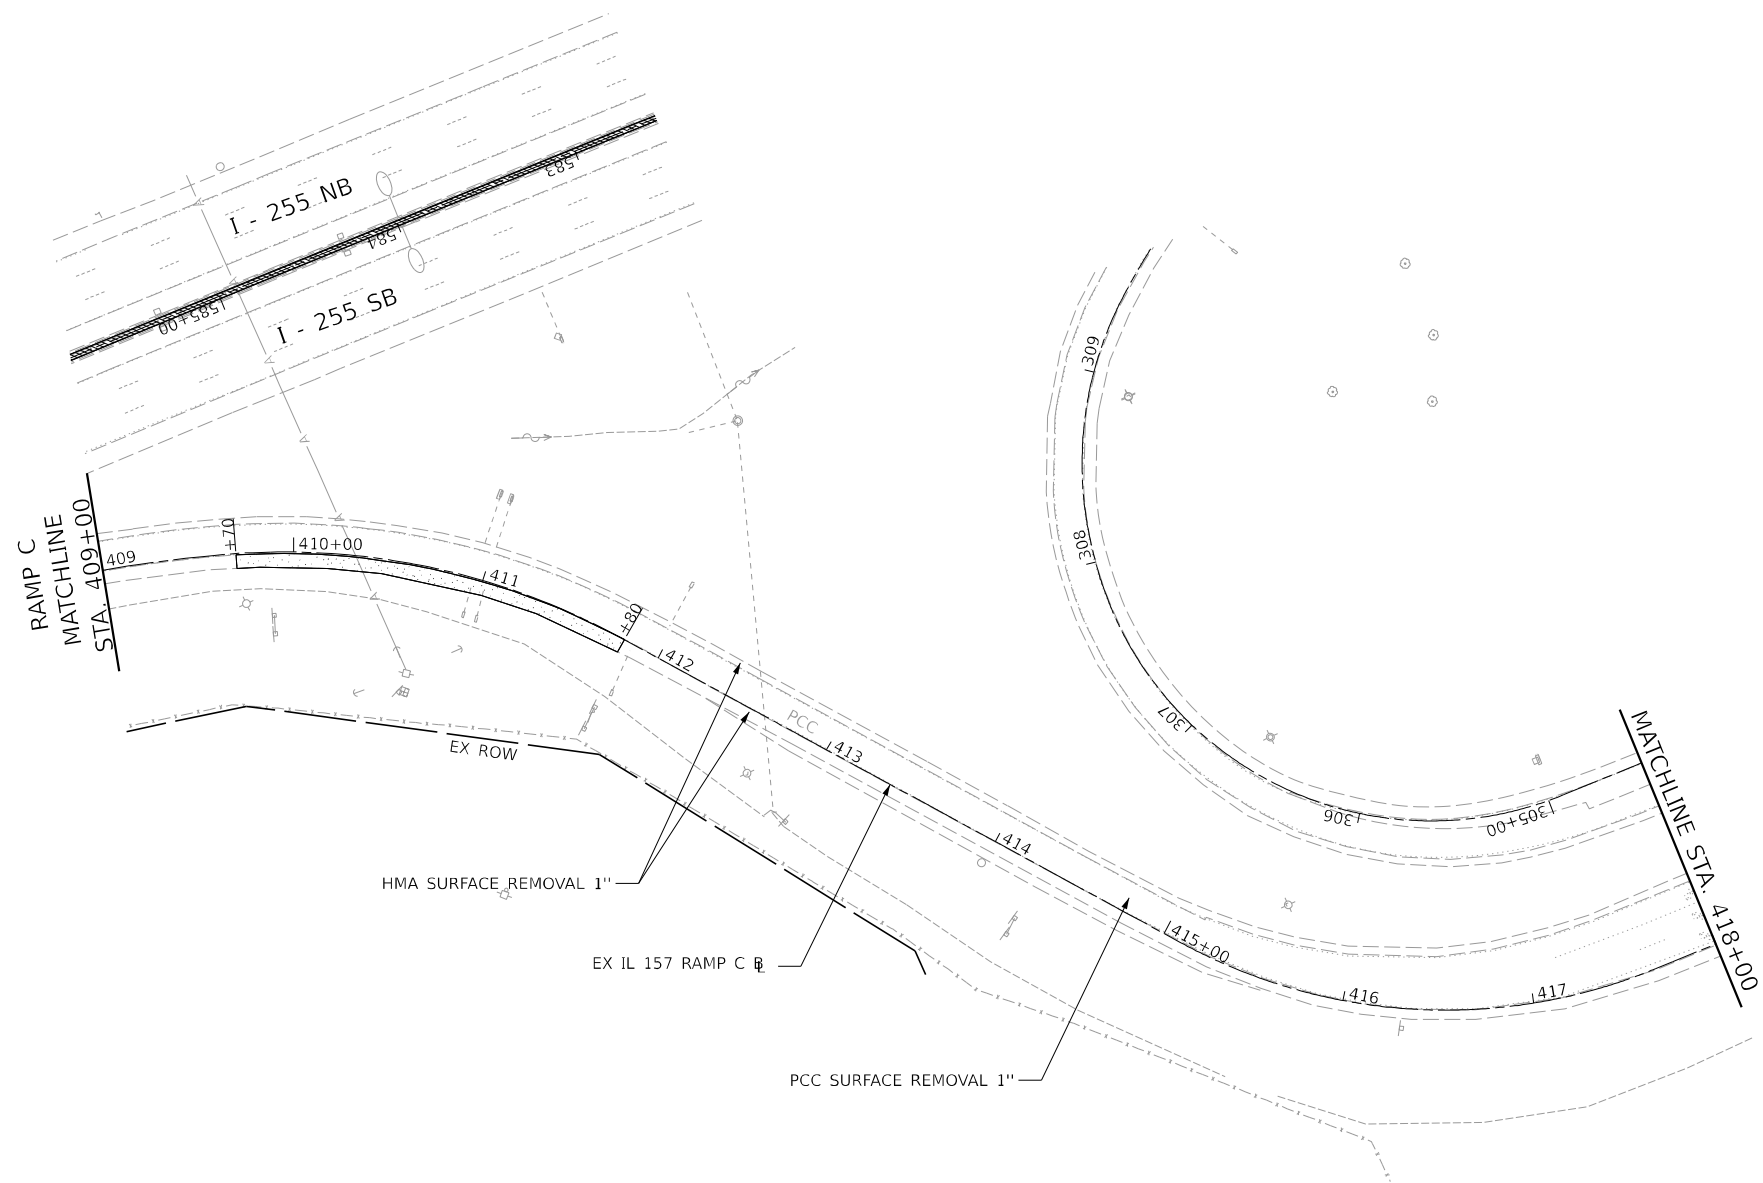 I - 255 NB
I - 255 SB
583
584
585+00
RAMP C
MATCHLINE
STA. 409+00
409
+70
410+00
411
+80
412
PCC
413
414
415+00
416
417
EX ROW
HMA SURFACE REMOVAL 1''
EX IL 157 RAMP C ℄
PCC SURFACE REMOVAL 1''
309
308
307
306
305+00
MATCHLINE STA. 418+00